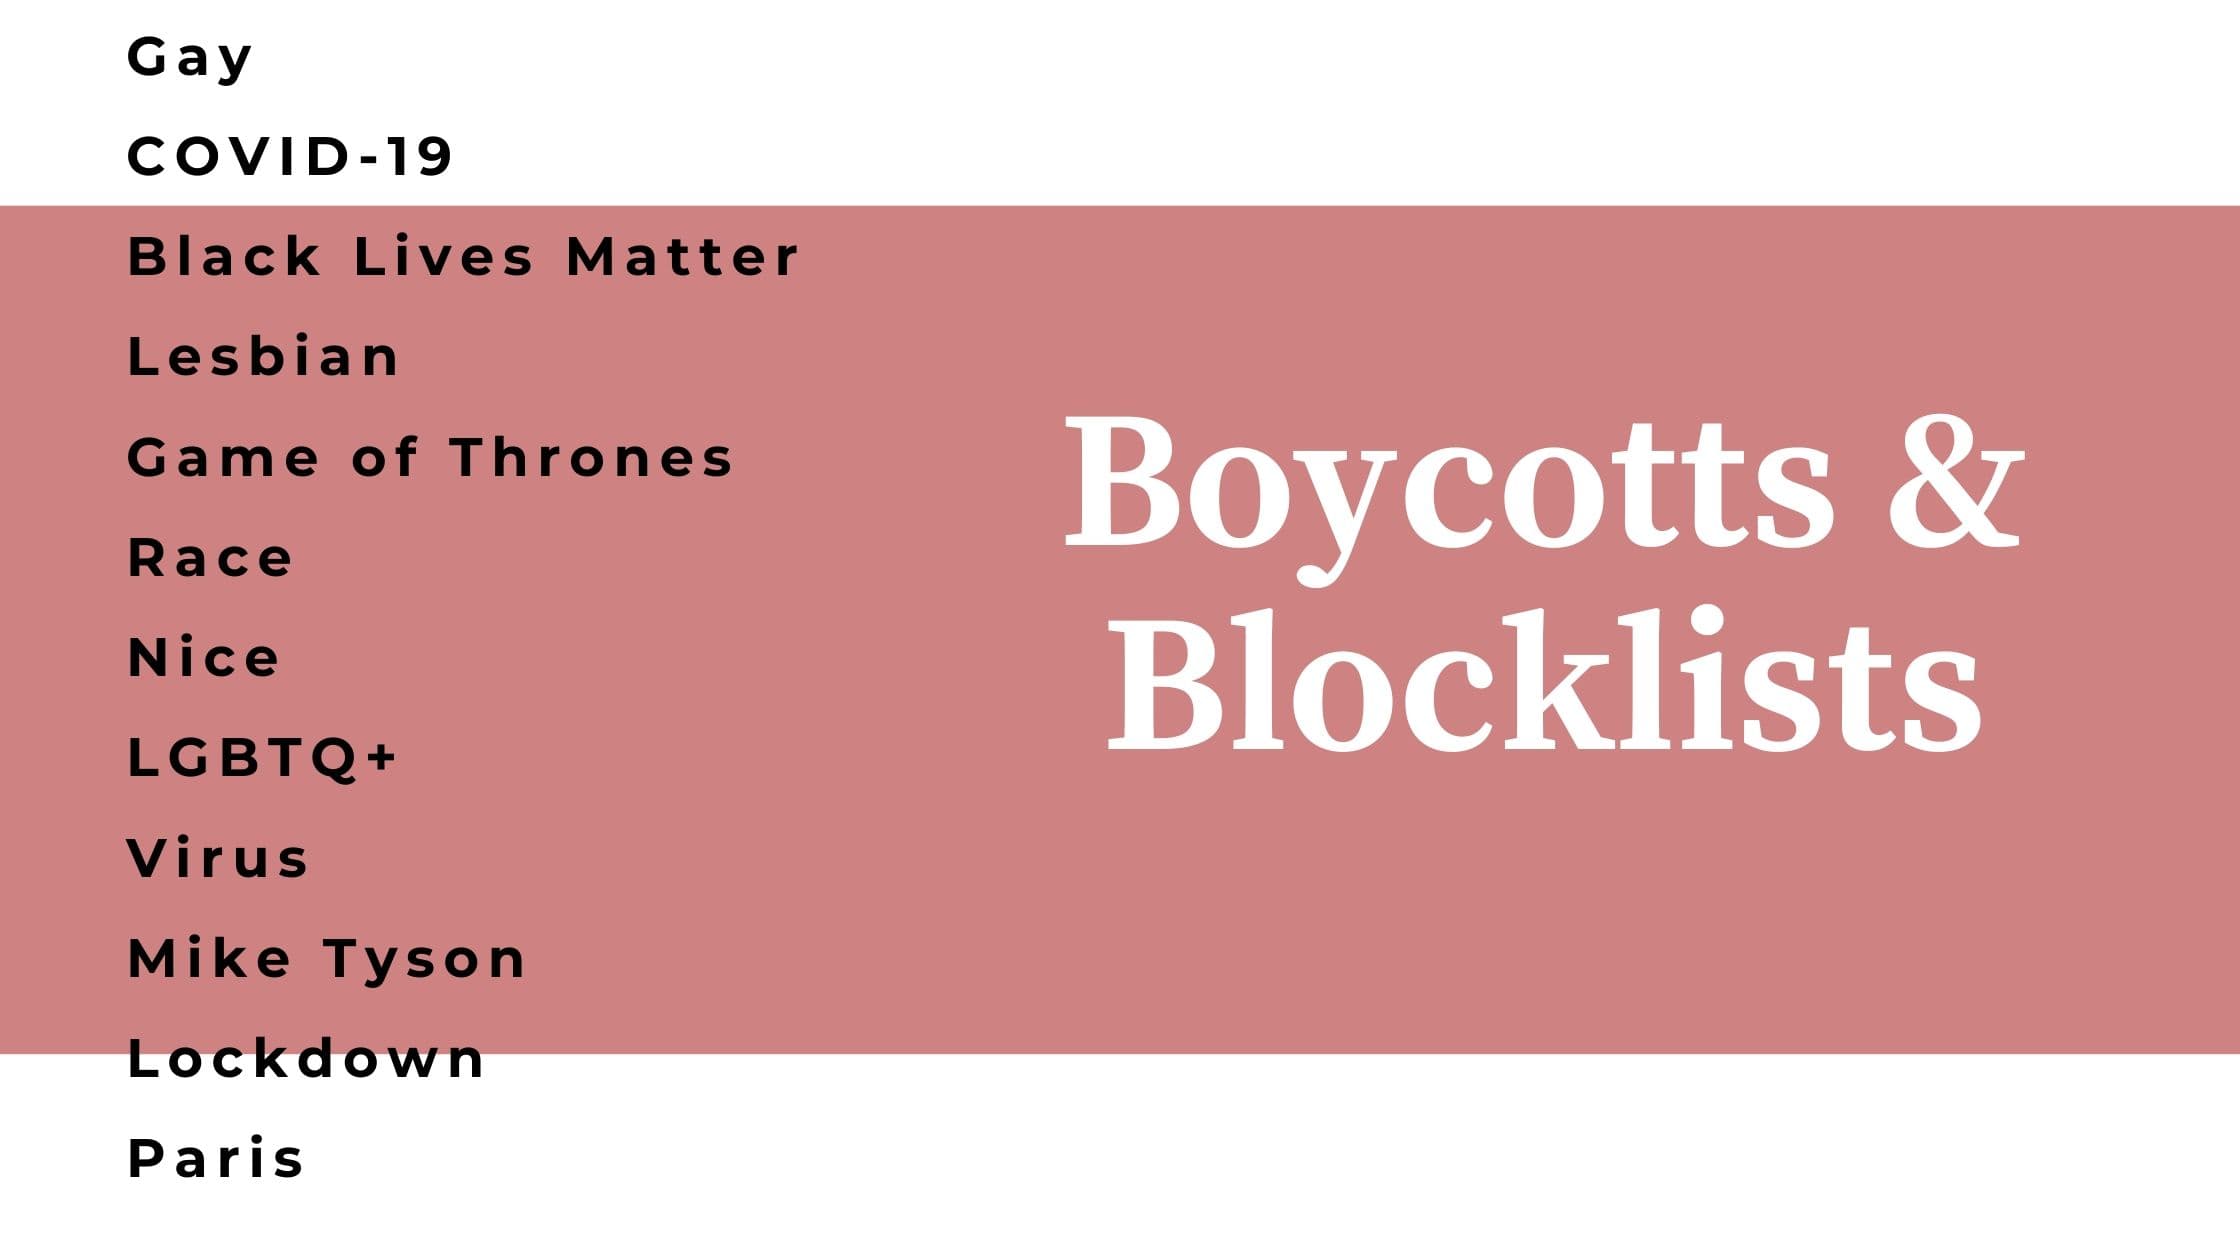 Gay
COVID-19
Black Lives Matter
Lesbian
Game of Thrones
Race
Nice
LGBTQ+
Virus
Mike Tyson
Lockdown
Paris
Boycotts &
Blocklists